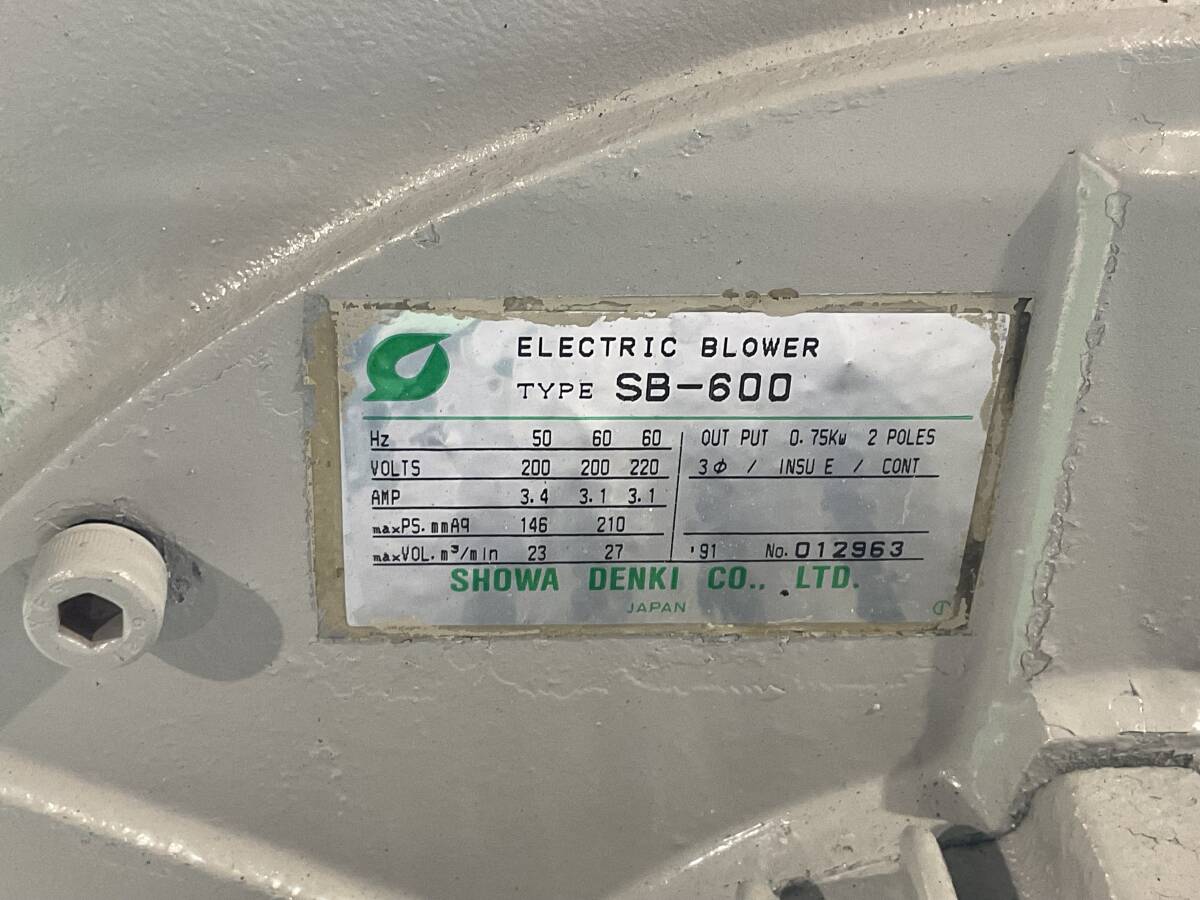 ELECTRIC BLOWER
TYPE SB-600
Hz 50 60 60
VOLTS 200 200 220
AMP 3.4 3.1 3.1
maxPS.mmAq 146 210
maxVOL.m³/min 23 27
OUT PUT 0.75Kw 2 POLES
3Φ / INSU E / CONT
'91 No. 012963
SHOWA DENKI CO., LTD.
JAPAN